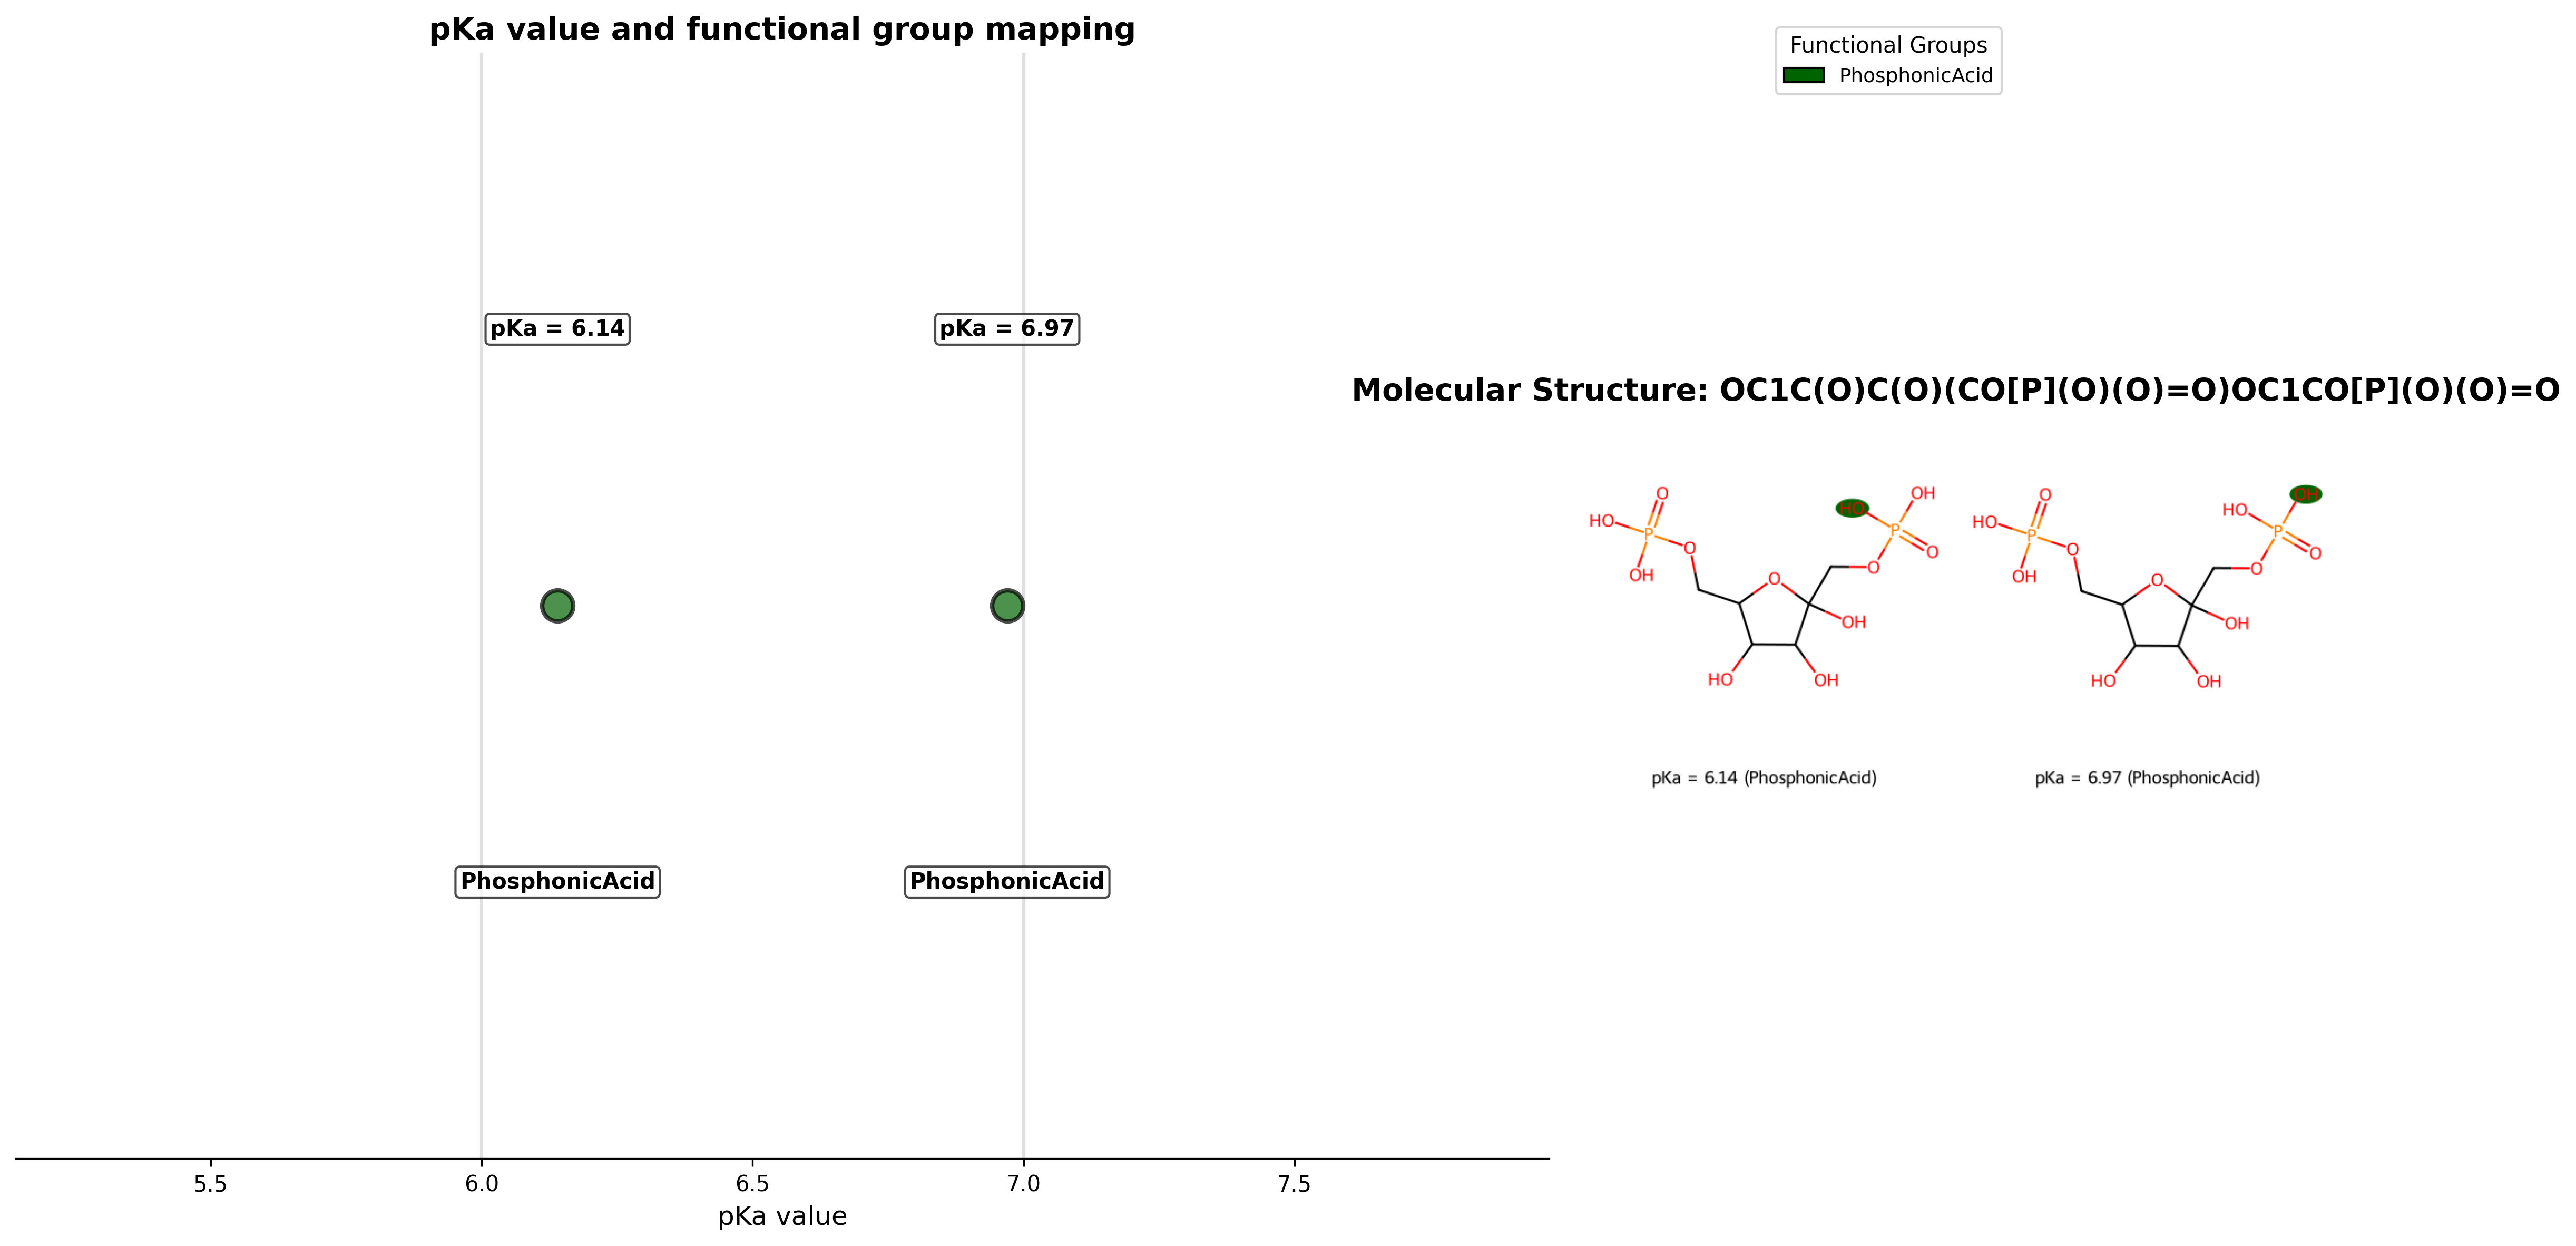 pKa value and functional group mapping
pKa = 6.14
pKa = 6.97
PhosphonicAcid
PhosphonicAcid
5.5
6.0
6.5
7.0
7.5
pKa value
Functional Groups
PhosphonicAcid
Molecular Structure: OC1C(O)C(O)(CO[P](O)(O)=O)OC1CO[P](O)(O)=O
O
HO
P
O
OH
HO
OH
P
O
O
O
OH
HO
OH
O
HO
P
O
OH
HO
OH
P
O
O
O
OH
HO
OH
pKa = 6.14 (PhosphonicAcid)
pKa = 6.97 (PhosphonicAcid)